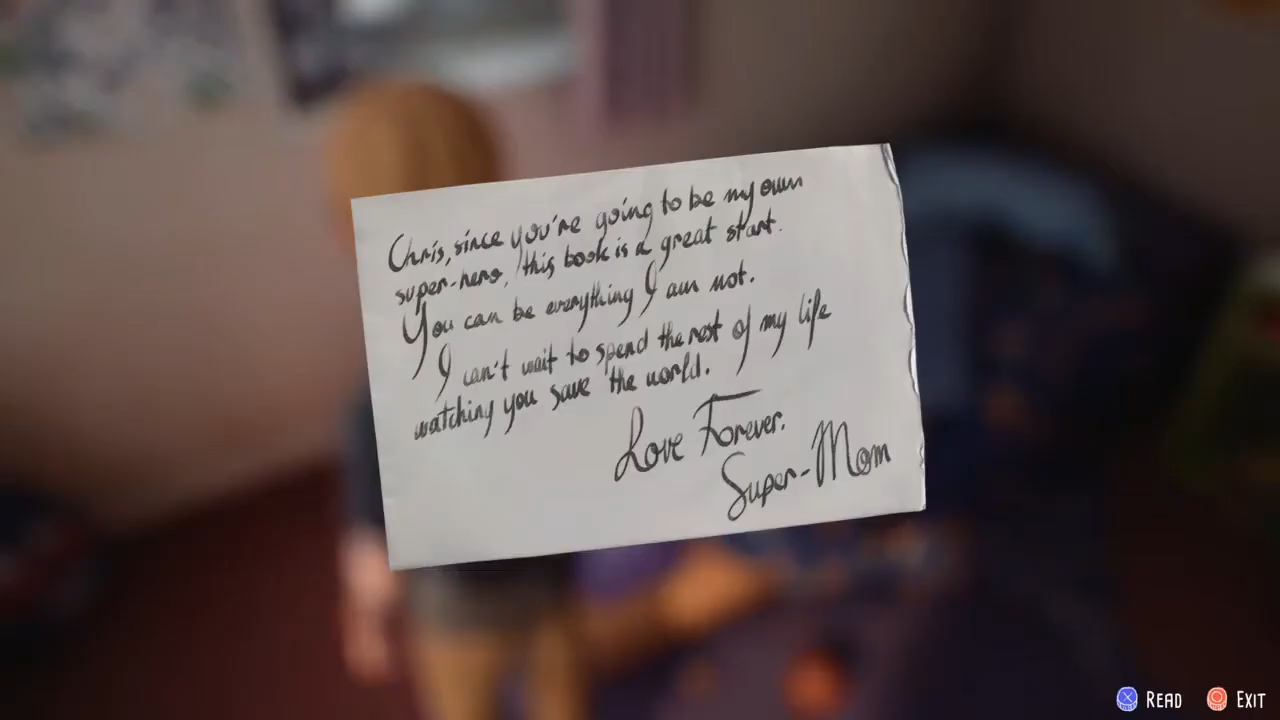 Chris, since you're going to be my own
super-hero, this book is a great start.
You can be everything I am not.
I can't wait to spend the rest of my life
watching you save the world.
Love Forever.
Super-Mom
READ EXIT